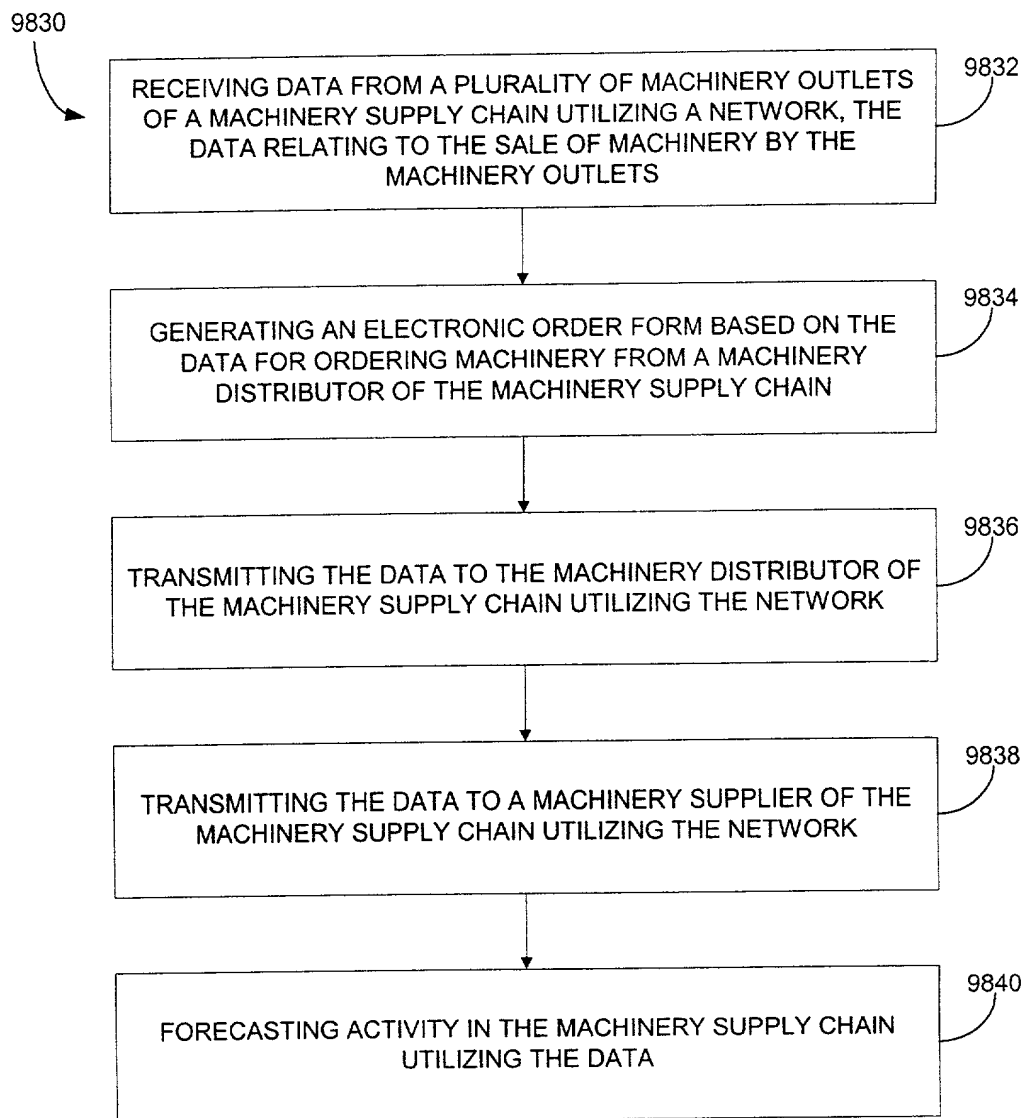 9830
9832
RECEIVING DATA FROM A PLURALITY OF MACHINERY OUTLETS
OF A MACHINERY SUPPLY CHAIN UTILIZING A NETWORK, THE
DATA RELATING TO THE SALE OF MACHINERY BY THE
MACHINERY OUTLETS
9834
GENERATING AN ELECTRONIC ORDER FORM BASED ON THE
DATA FOR ORDERING MACHINERY FROM A MACHINERY
DISTRIBUTOR OF THE MACHINERY SUPPLY CHAIN
9836
TRANSMITTING THE DATA TO THE MACHINERY DISTRIBUTOR OF
THE MACHINERY SUPPLY CHAIN UTILIZING THE NETWORK
9838
TRANSMITTING THE DATA TO A MACHINERY SUPPLIER OF THE
MACHINERY SUPPLY CHAIN UTILIZING THE NETWORK
9840
FORECASTING ACTIVITY IN THE MACHINERY SUPPLY CHAIN
UTILIZING THE DATA